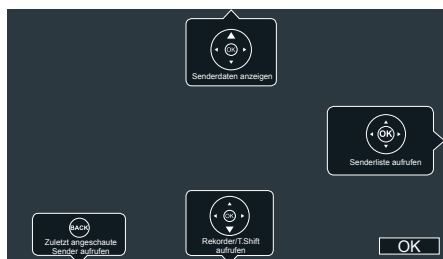 OK
Senderdaten anzeigen
OK
Senderliste aufrufen
BACK
Zuletzt angeschaute
Sender aufrufen
OK
Rekorder/T.Shift
aufrufen
OK